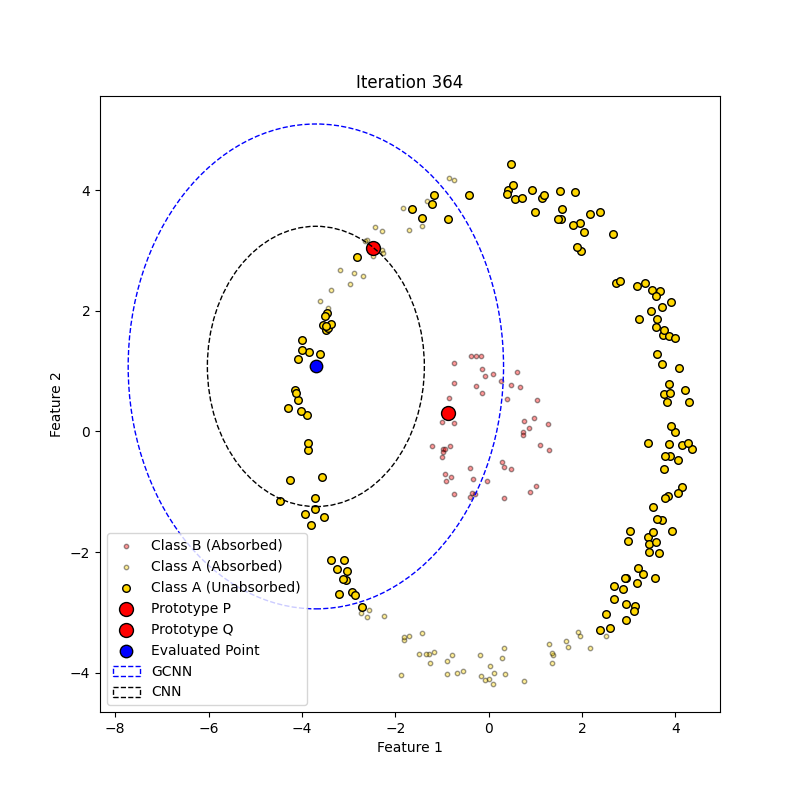 Iteration 364
Feature 2
4
2
0
−2
−4
Class B (Absorbed)
Class A (Absorbed)
Class A (Unabsorbed)
Prototype P
Prototype Q
Evaluated Point
GCNN
CNN
−8 −6 −4 −2 0 2 4
Feature 1